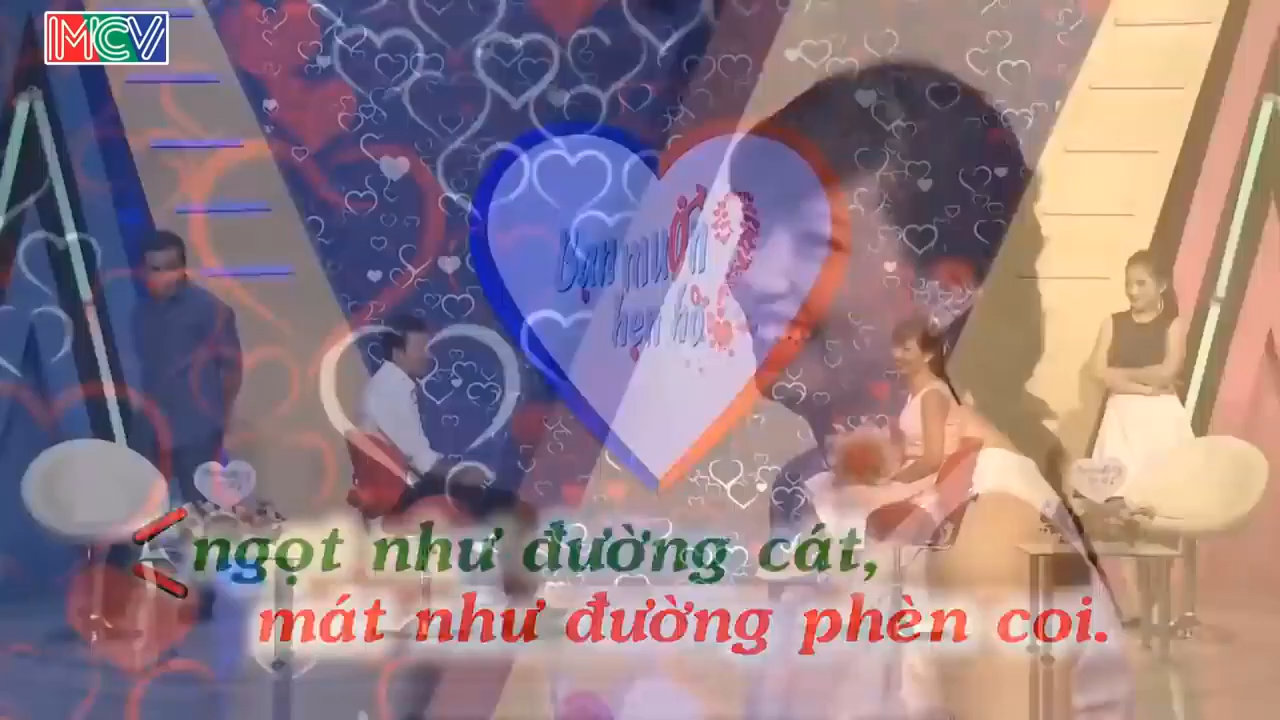 MCV
bạn muốn
hẹn hò
ngọt như đường cát,
mát như đường phèn coi.